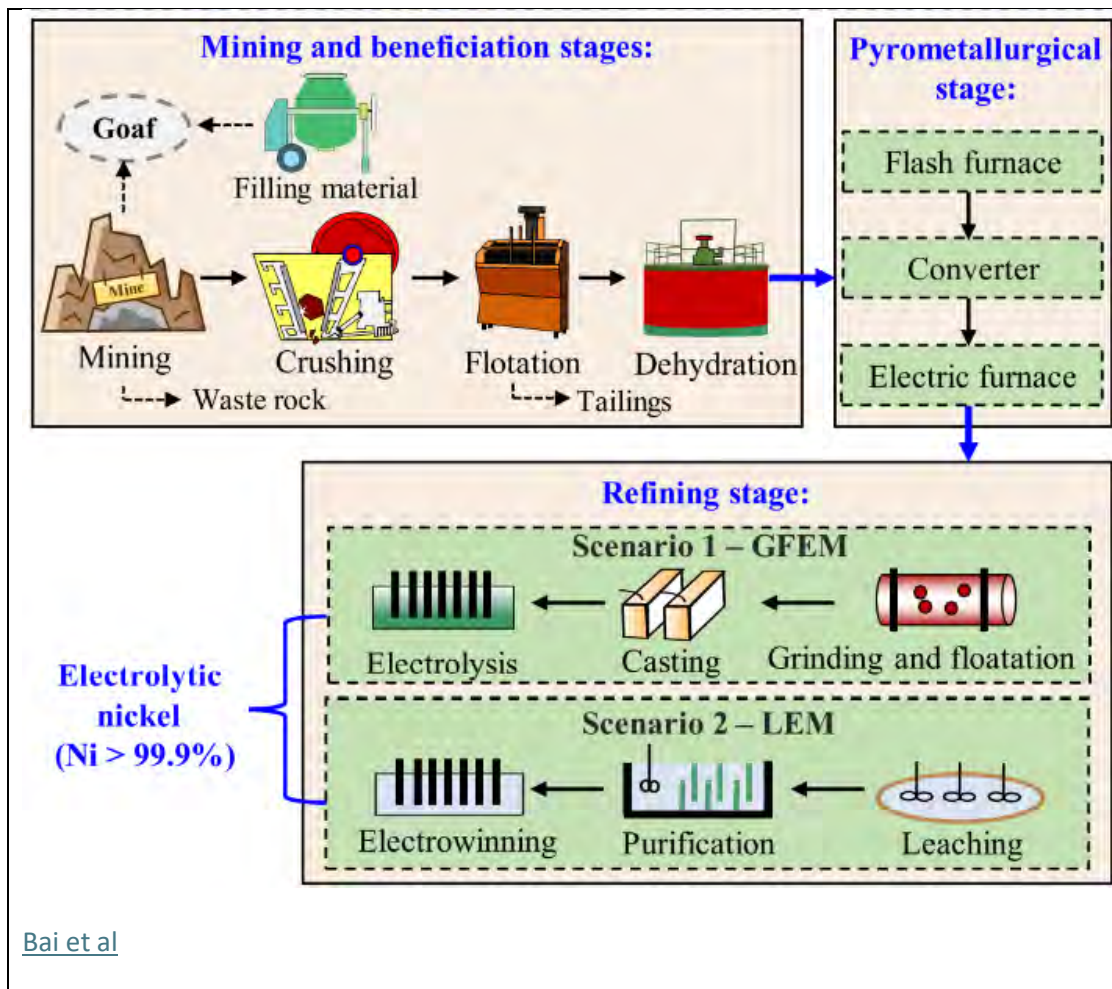 Mining and beneficiation stages:
Goaf
Filling material
Mine
Mining
Crushing
Flotation
Dehydration
Waste rock
Tailings
Pyrometallurgical
stage:
Flash furnace
Converter
Electric furnace
Refining stage:
Scenario 1 – GFEM
Electrolysis
Casting
Grinding and floatation
Scenario 2 – LEM
Electrowinning
Purification
Leaching
Electrolytic
nickel
(Ni > 99.9%)
Bai et al